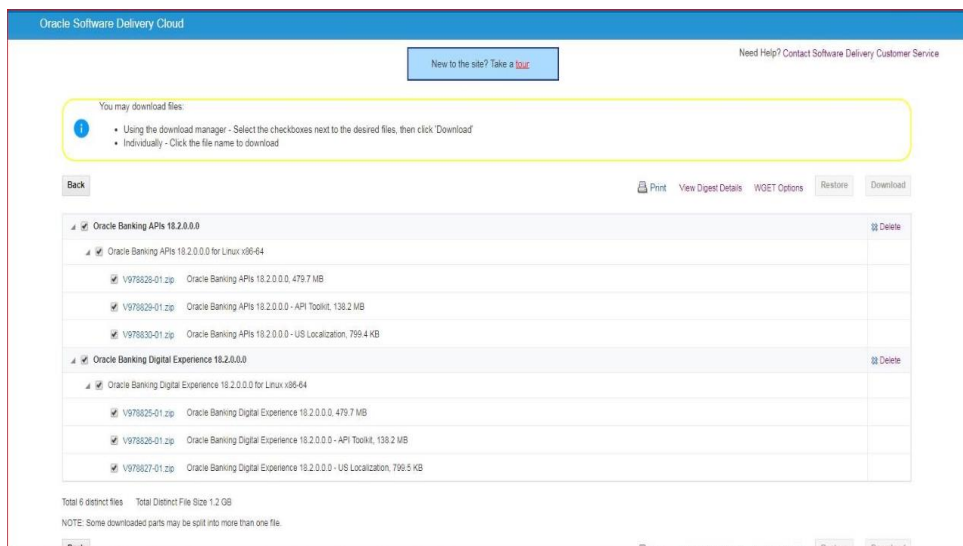 Oracle Software Delivery Cloud
New to the site? Take a tour
Need Help? Contact Software Delivery Customer Service
You may download files:
• Using the download manager - Select the checkboxes next to the desired files, then click 'Download'
• Individually - Click the file name to download
Back
Print View Digest Details WGET Options Restore Download
Oracle Banking APIs 18.2.0.0.0 Delete
Oracle Banking APIs 18.2.0.0.0 for Linux x86-64
V978828-01.zip Oracle Banking APIs 18.2.0.0.0, 479.7 MB
V978829-01.zip Oracle Banking APIs 18.2.0.0.0 - API Toolkit, 138.2 MB
V978830-01.zip Oracle Banking APIs 18.2.0.0.0 - US Localization, 799.4 KB
Oracle Banking Digital Experience 18.2.0.0.0 Delete
Oracle Banking Digital Experience 18.2.0.0.0 for Linux x86-64
V978825-01.zip Oracle Banking Digital Experience 18.2.0.0.0, 479.7 MB
V978826-01.zip Oracle Banking Digital Experience 18.2.0.0.0 - API Toolkit, 138.2 MB
V978827-01.zip Oracle Banking Digital Experience 18.2.0.0.0 - US Localization, 799.5 KB
Total 6 distinct files Total Distinct File Size 1.2 GB
NOTE: Some downloaded parts may be split into more than one file.